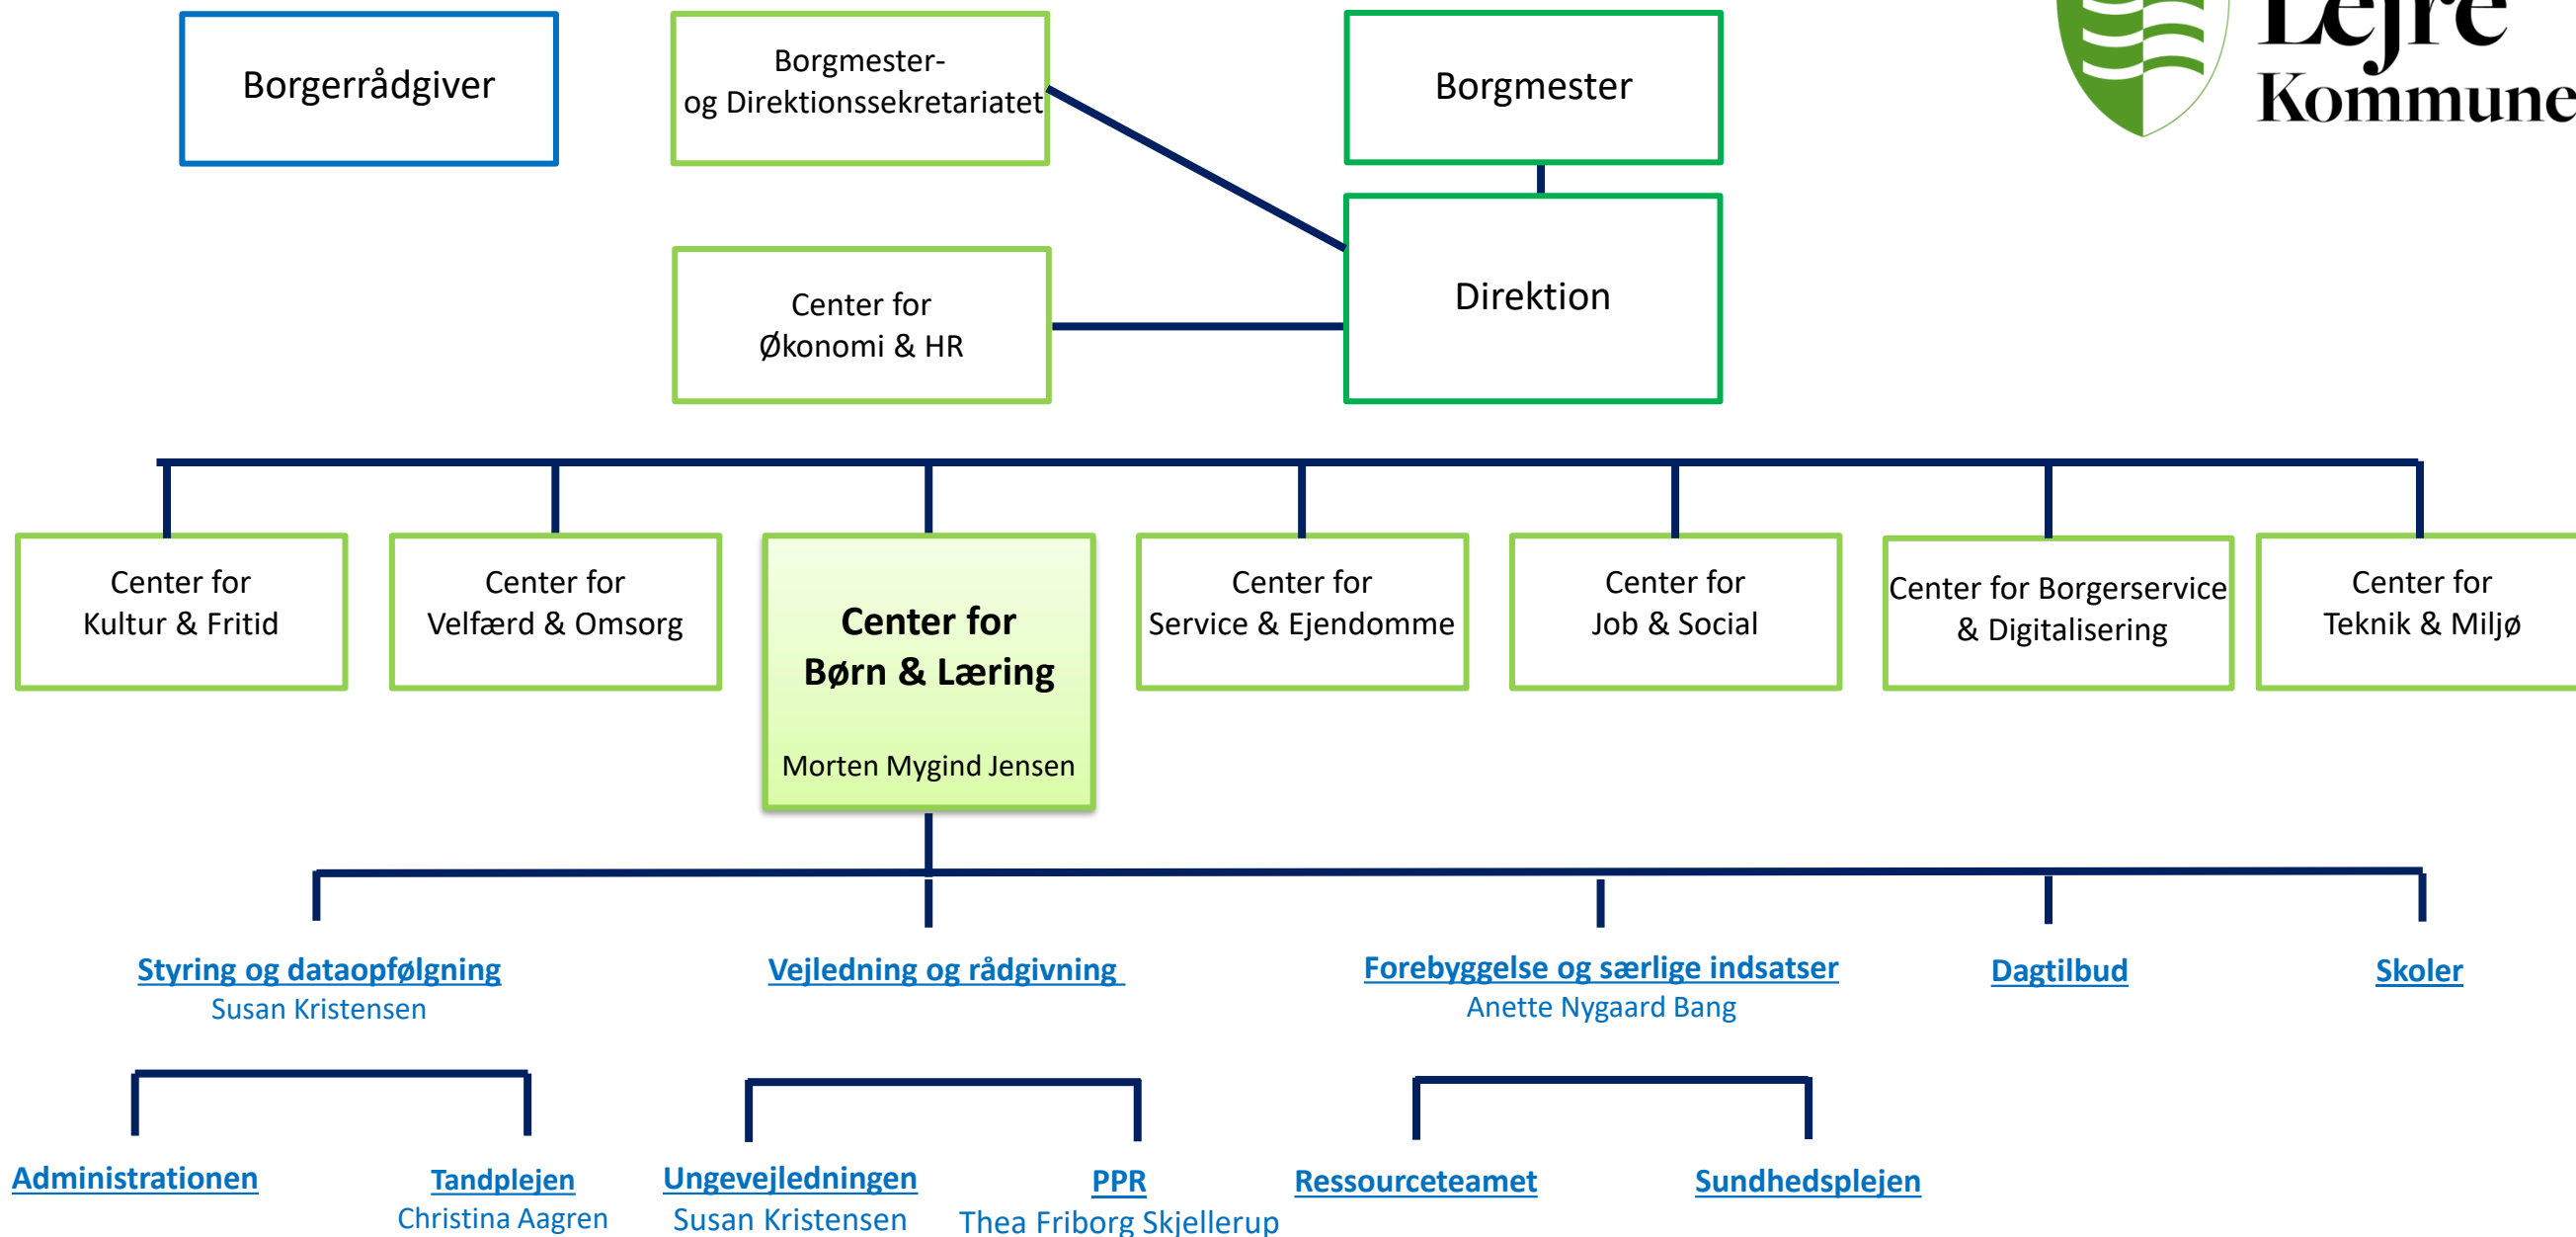 Lejre
Kommune
Borgerrådgiver
Borgmester-
og Direktionssekretariatet
Borgmester
Center for
Økonomi & HR
Direktion
Center for
Kultur & Fritid
Center for
Velfærd & Omsorg
Center for
Børn & Læring
Morten Mygind Jensen
Center for
Service & Ejendomme
Center for
Job & Social
Center for Borgerservice
& Digitalisering
Center for
Teknik & Miljø
Styring og dataopfølgning
Susan Kristensen
Vejledning og rådgivning
Forebyggelse og særlige indsatser
Anette Nygaard Bang
Dagtilbud
Skoler
Administrationen
Tandplejen
Christina Aagren
Ungevejledningen
Susan Kristensen
PPR
Thea Friborg Skjellerup
Ressourceteamet
Sundhedsplejen